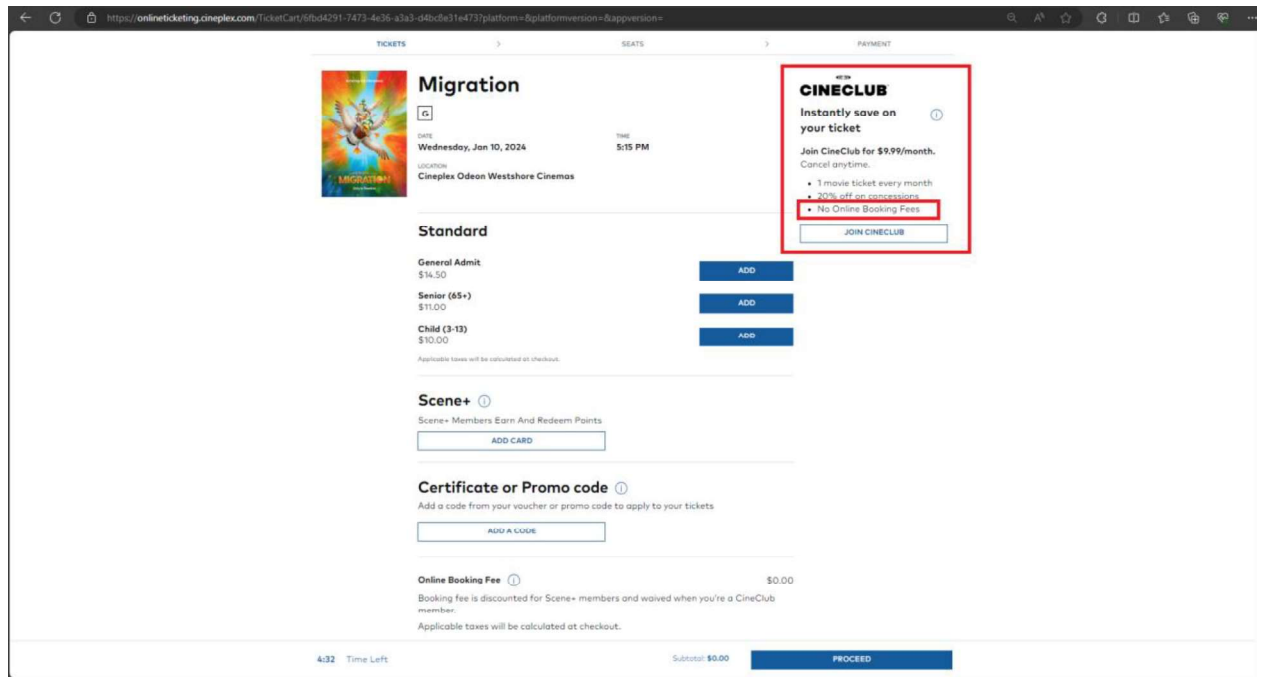 https://onlineticketing.cineplex.com/TicketCart/6fbd4291-7473-4e36-a3a3-d4bc8e31e473?platform=&platformversion=&appversion=
TICKETS > SEATS > PAYMENT
MIGRATION
Migration
G
DATE
Wednesday, Jan 10, 2024
TIME
5:15 PM
LOCATION
Cineplex Odeon Westshore Cinemas
CINECLUB
Instantly save on
your ticket
Join CineClub for $9.99/month.
Cancel anytime.
• 1 movie ticket every month
• 20% off on concessions
• No Online Booking Fees
JOIN CINECLUB
Standard
General Admit
$14.50
ADD
Senior (65+)
$11.00
ADD
Child (3-13)
$10.00
ADD
Applicable taxes will be calculated at checkout.
Scene+
Scene+ Members Earn And Redeem Points
ADD CARD
Certificate or Promo code
Add a code from your voucher or promo code to apply to your tickets
ADD A CODE
Online Booking Fee $0.00
Booking fee is discounted for Scene+ members and waived when you're a CineClub
member.
Applicable taxes will be calculated at checkout.
4:32 Time Left
Subtotal: $0.00
PROCEED